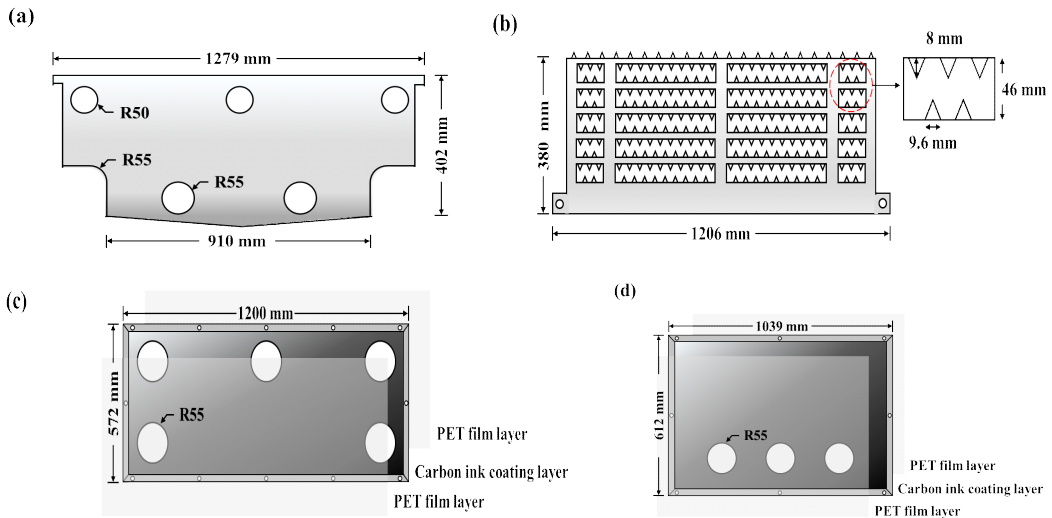 (a)
1279 mm
R50
R55
R55
402 mm
910 mm
(b)
8 mm
46 mm
9.6 mm
380 mm
1206 mm
(c)
1200 mm
572 mm
R55
PET film layer
Carbon ink coating layer
PET film layer
(d)
1039 mm
612 mm
R55
PET film layer
Carbon ink coating layer
PET film layer